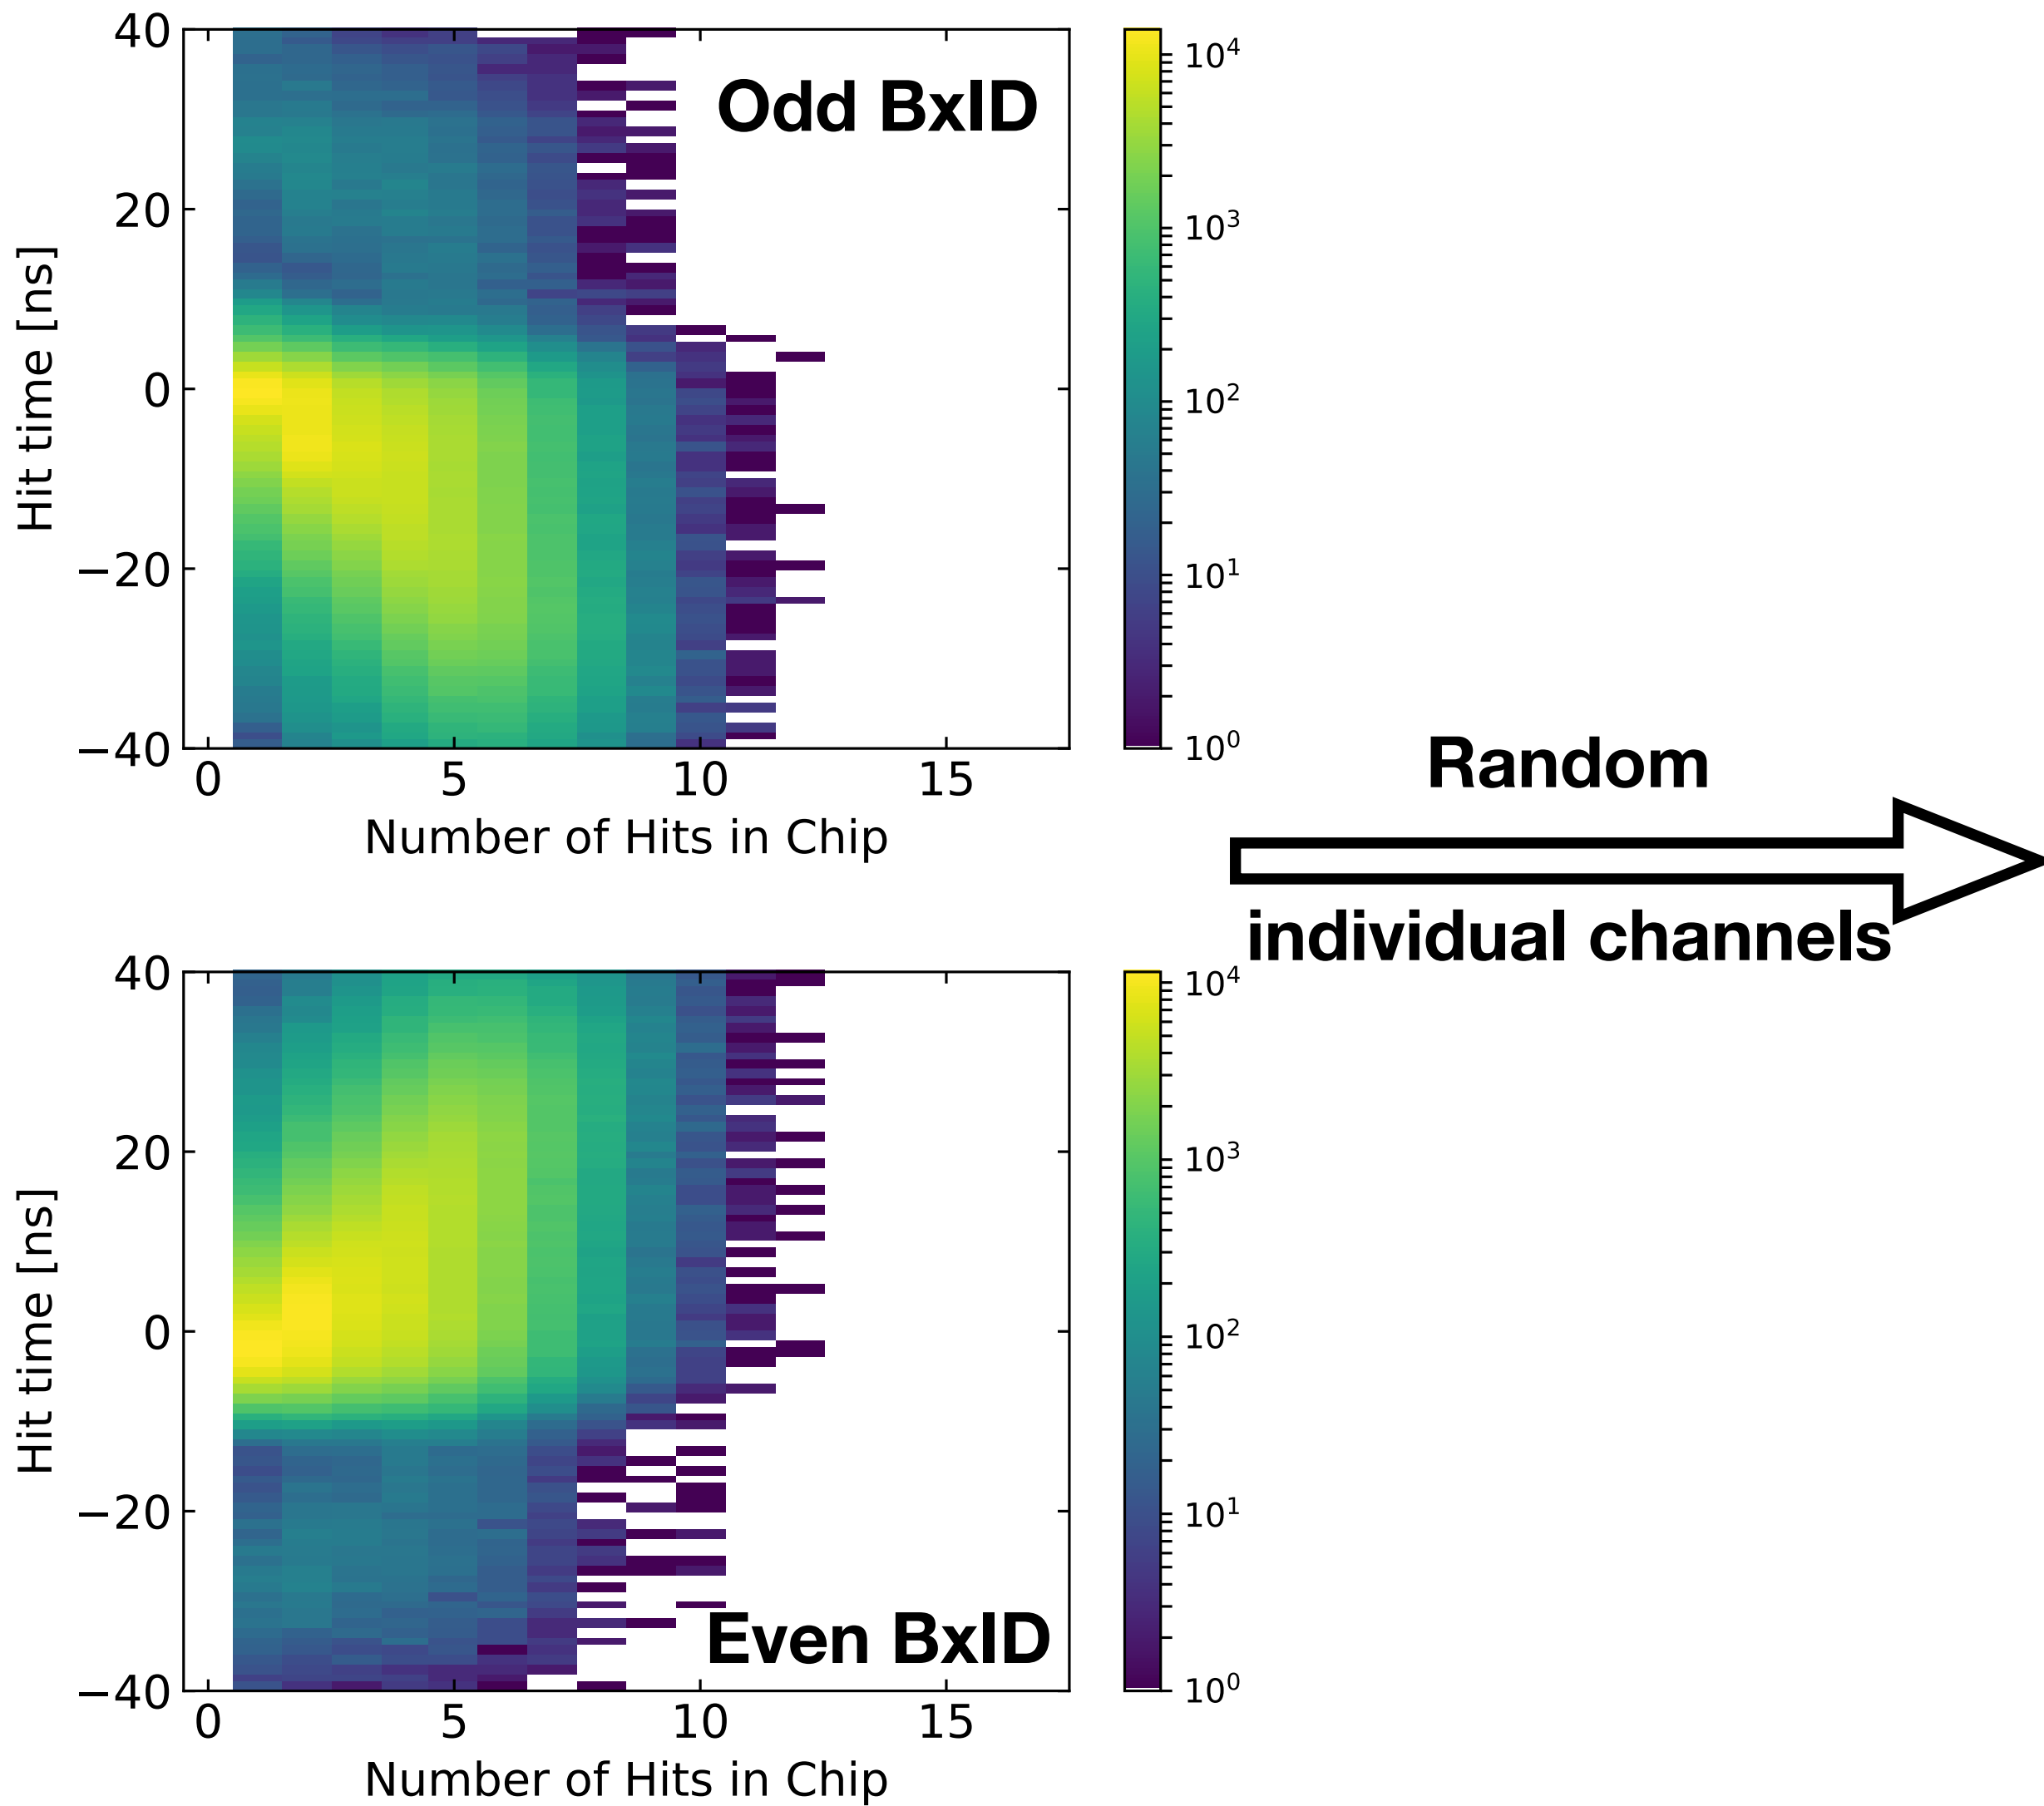 40
20
0
−20
−40
Hit time [ns]
Odd BxID
0 5 10 15
Number of Hits in Chip
10⁴
10³
10²
10¹
10⁰
Random
individual channels
40
20
0
−20
−40
Hit time [ns]
Even BxID
0 5 10 15
Number of Hits in Chip
10⁴
10³
10²
10¹
10⁰